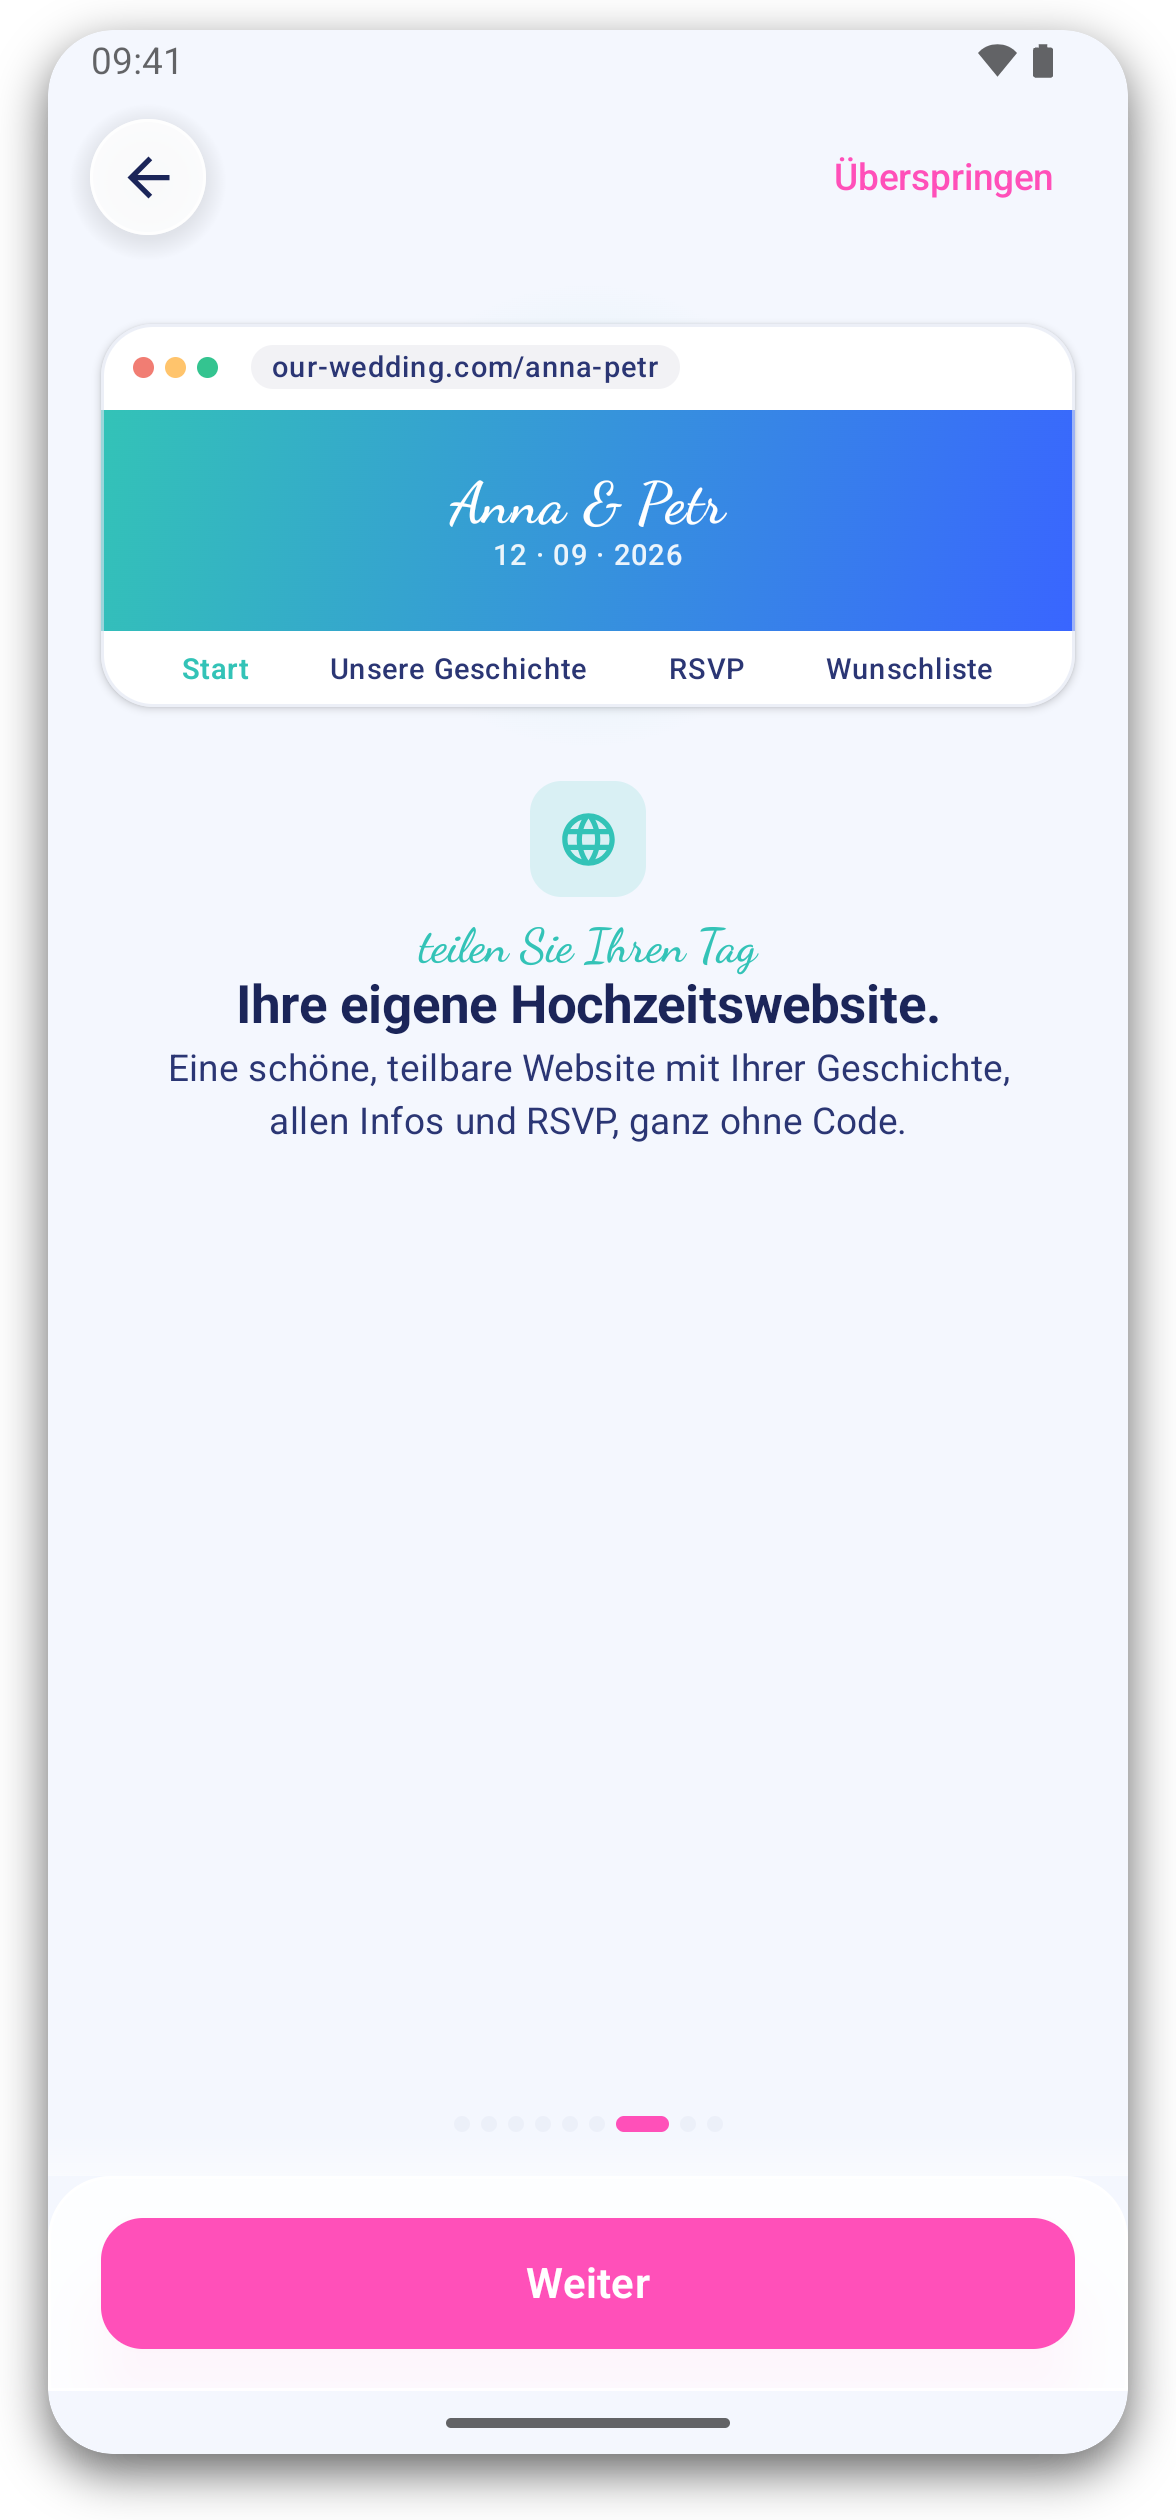 09:41
Überspringen
our-wedding.com/anna-petr
Anna & Petr
12 · 09 · 2026
Start Unsere Geschichte RSVP Wunschliste
teilen Sie Ihren Tag
Ihre eigene Hochzeitswebsite.
Eine schöne, teilbare Website mit Ihrer Geschichte,
allen Infos und RSVP, ganz ohne Code.
Weiter